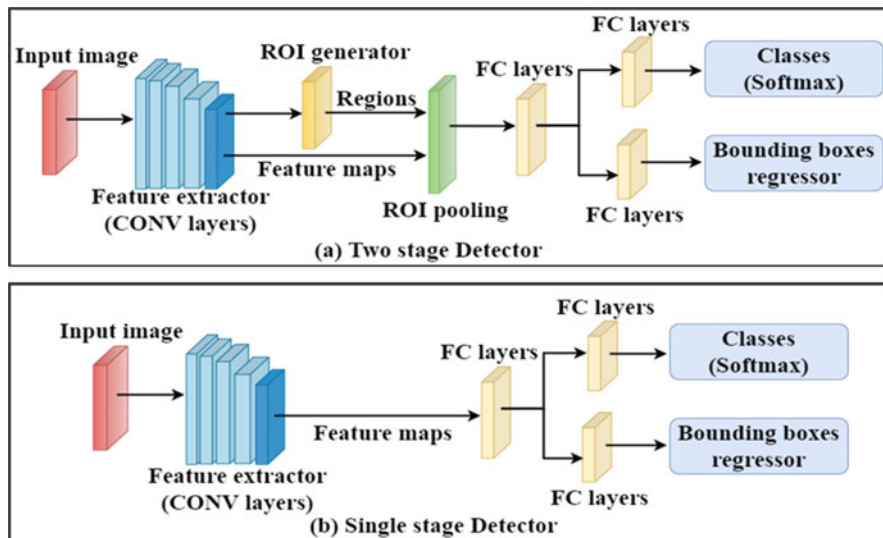 Input image
ROI generator
Regions
Feature maps
Feature extractor
(CONV layers)
ROI pooling
FC layers
FC layers
FC layers
Classes
(Softmax)
Bounding boxes
regressor
(a) Two stage Detector
Input image
Feature extractor
(CONV layers)
Feature maps
FC layers
FC layers
FC layers
Classes
(Softmax)
Bounding boxes
regressor
(b) Single stage Detector